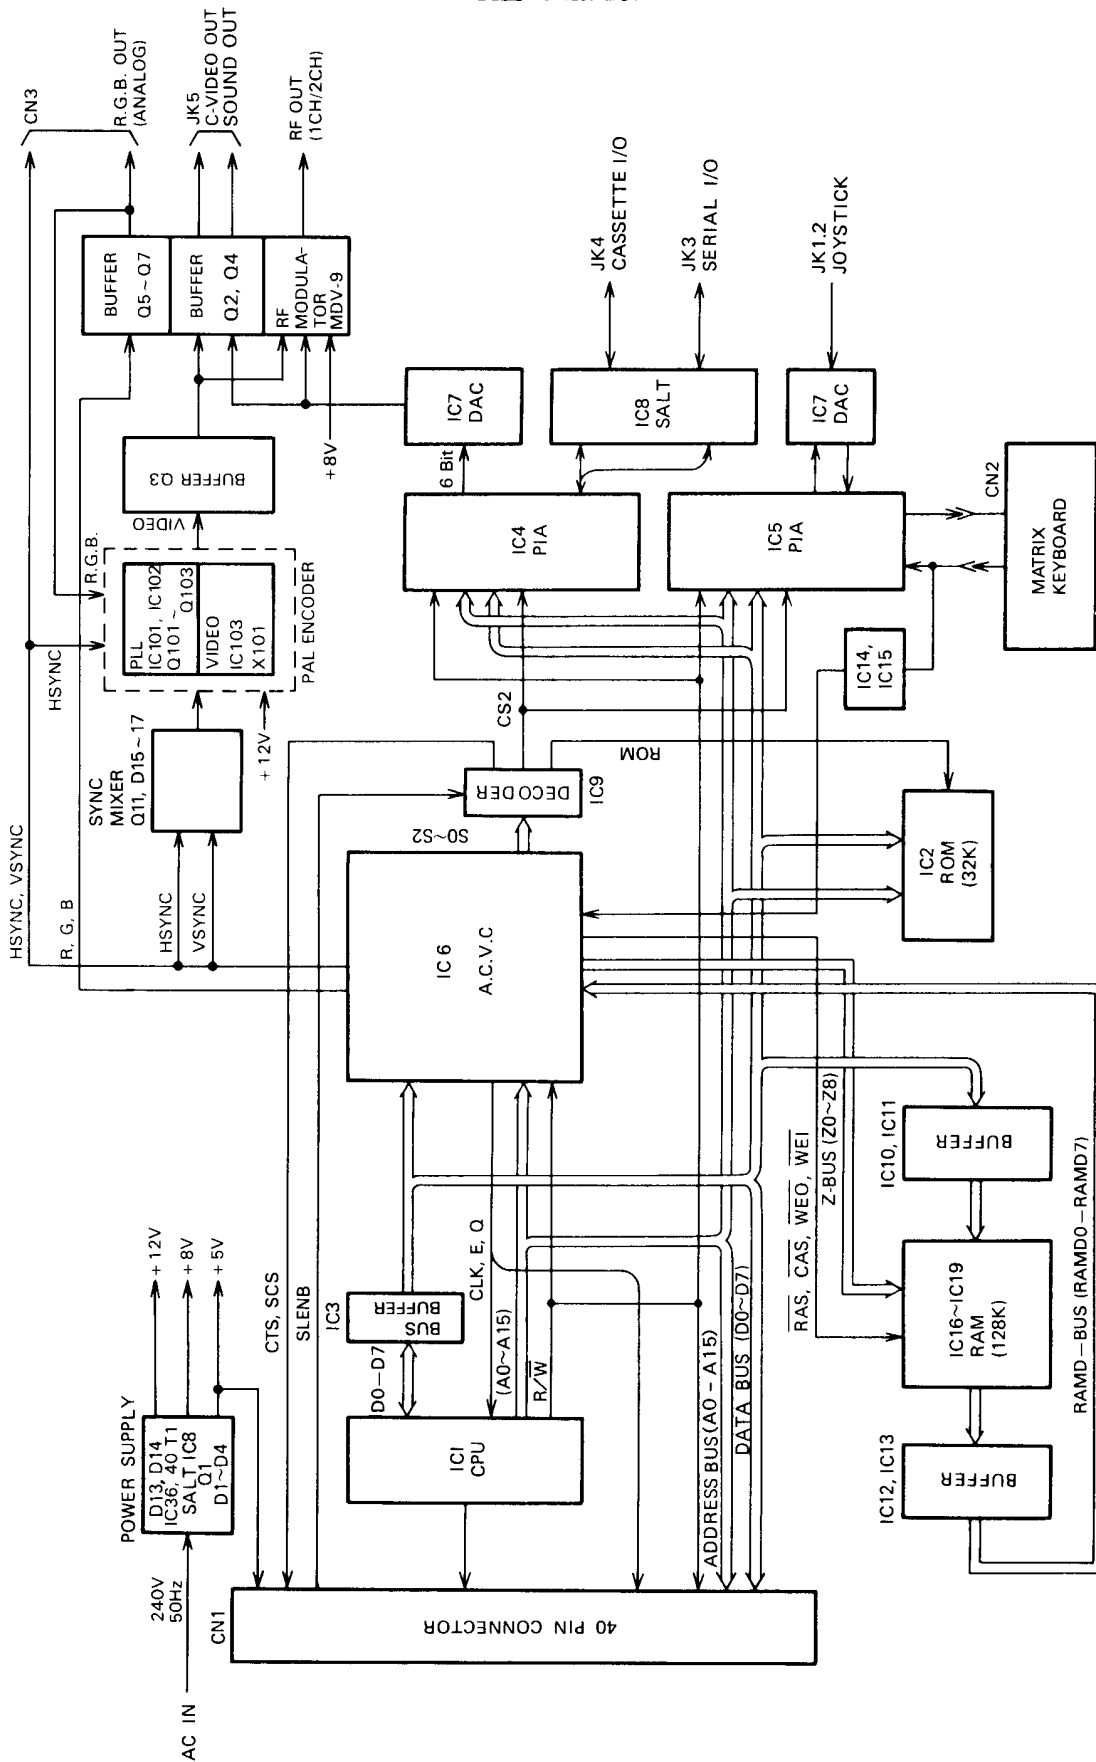 CN3
R.G.B. OUT
(ANALOG)
JK5
C-VIDEO OUT
SOUND OUT
RF OUT
(1CH/2CH)
HSYNC, VSYNC
R, G, B
HSYNC
R.G.B.
BUFFER
Q5~Q7
BUFFER
Q2, Q4
RF
MODULA-
TOR
MDV-9
+8V
BUFFER Q3
VIDEO
PLL
IC101, IC102
Q101~
Q103
VIDEO
IC103
X101
PAL ENCODER
+12V
SYNC
MIXER
Q11, D15~17
HSYNC
VSYNC
POWER SUPPLY
D13, D14
IC36, 40 T1
SALT IC8
Q1
D1~D4
+12V
+8V
+5V
240V
50Hz
AC IN
CN1
40 PIN CONNECTOR
CTS, SCS
SLENB
IC3
BUS
BUFFER
D0-D7
CLK, E, Q
(A0~A15)
R/W
IC1
CPU
IC 6
A.C.V.C
S0~S2
DECODER
IC9
CS2
ROM
6 Bit
IC7
DAC
IC4
PIA
IC8
SALT
JK4
CASSETTE I/O
JK3
SERIAL I/O
IC5
PIA
IC7
DAC
JK1.2
JOYSTICK
CN2
MATRIX
KEYBOARD
IC14,
IC15
IC2
ROM
(32K)
ADDRESS BUS(A0-A15)
DATA BUS (D0~D7)
RAS, CAS, WEO, WEI
Z-BUS (Z0~Z8)
IC10, IC11
BUFFER
IC16~IC19
RAM
(128K)
IC12, IC13
BUFFER
RAMD-BUS (RAMD0-RAMD7)